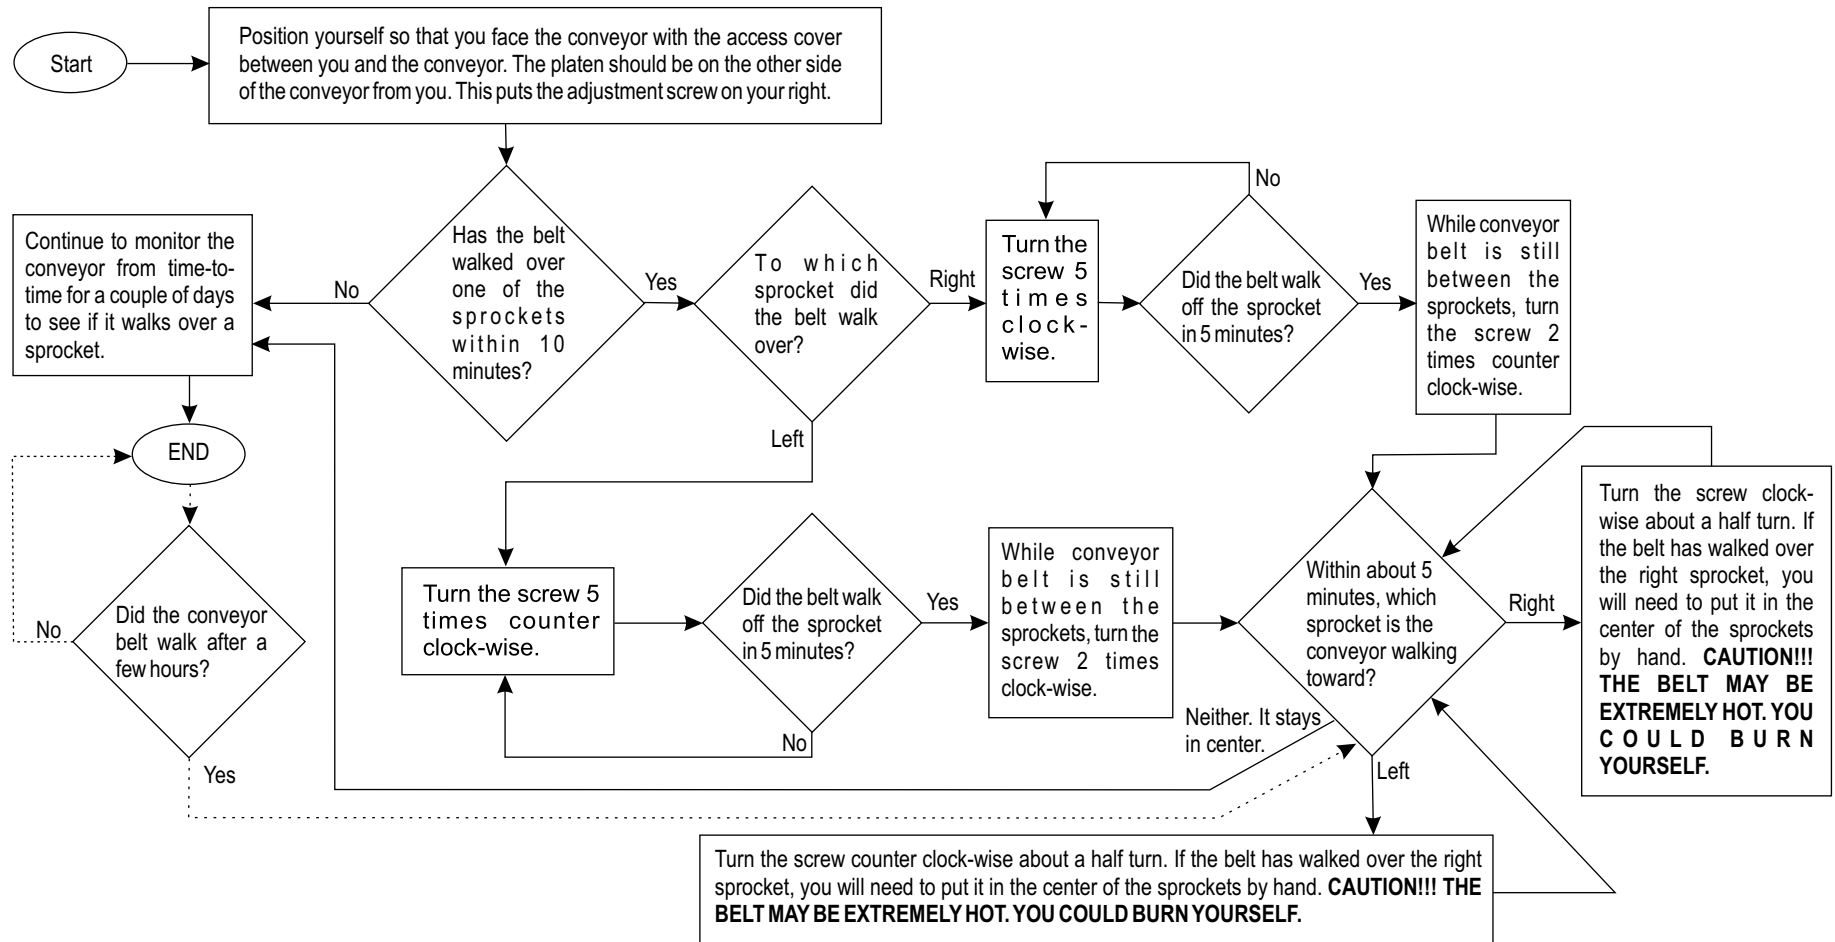 Start
Position yourself so that you face the conveyor with the access cover
between you and the conveyor. The platen should be on the other side
of the conveyor from you. This puts the adjustment screw on your right.
Has the belt
walked over
one of the
sprockets
within 10
minutes?
No
Yes
Continue to monitor the
conveyor from time-to-
time for a couple of days
to see if it walks over a
sprocket.
To which
sprocket did
the belt walk
over?
Right
Left
Turn the
screw 5
times
clock-
wise.
Did the belt walk
off the sprocket
in 5 minutes?
No
Yes
While conveyor
belt is still
between the
sprockets, turn
the screw 2
times counter
clock-wise.
END
Did the conveyor
belt walk after a
few hours?
No
Yes
Turn the screw 5
times counter
clock-wise.
Did the belt walk
off the sprocket
in 5 minutes?
Yes
No
While conveyor
belt is still
between the
sprockets, turn the
screw 2 times
clock-wise.
Within about 5
minutes, which
sprocket is the
conveyor walking
toward?
Right
Neither. It stays
in center.
Left
Turn the screw clock-
wise about a half turn. If
the belt has walked over
the right sprocket, you
will need to put it in the
center of the sprockets
by hand. CAUTION!!!
THE BELT MAY BE
EXTREMELY HOT. YOU
COULD BURN
YOURSELF.
Turn the screw counter clock-wise about a half turn. If the belt has walked over the right
sprocket, you will need to put it in the center of the sprockets by hand. CAUTION!!! THE
BELT MAY BE EXTREMELY HOT. YOU COULD BURN YOURSELF.